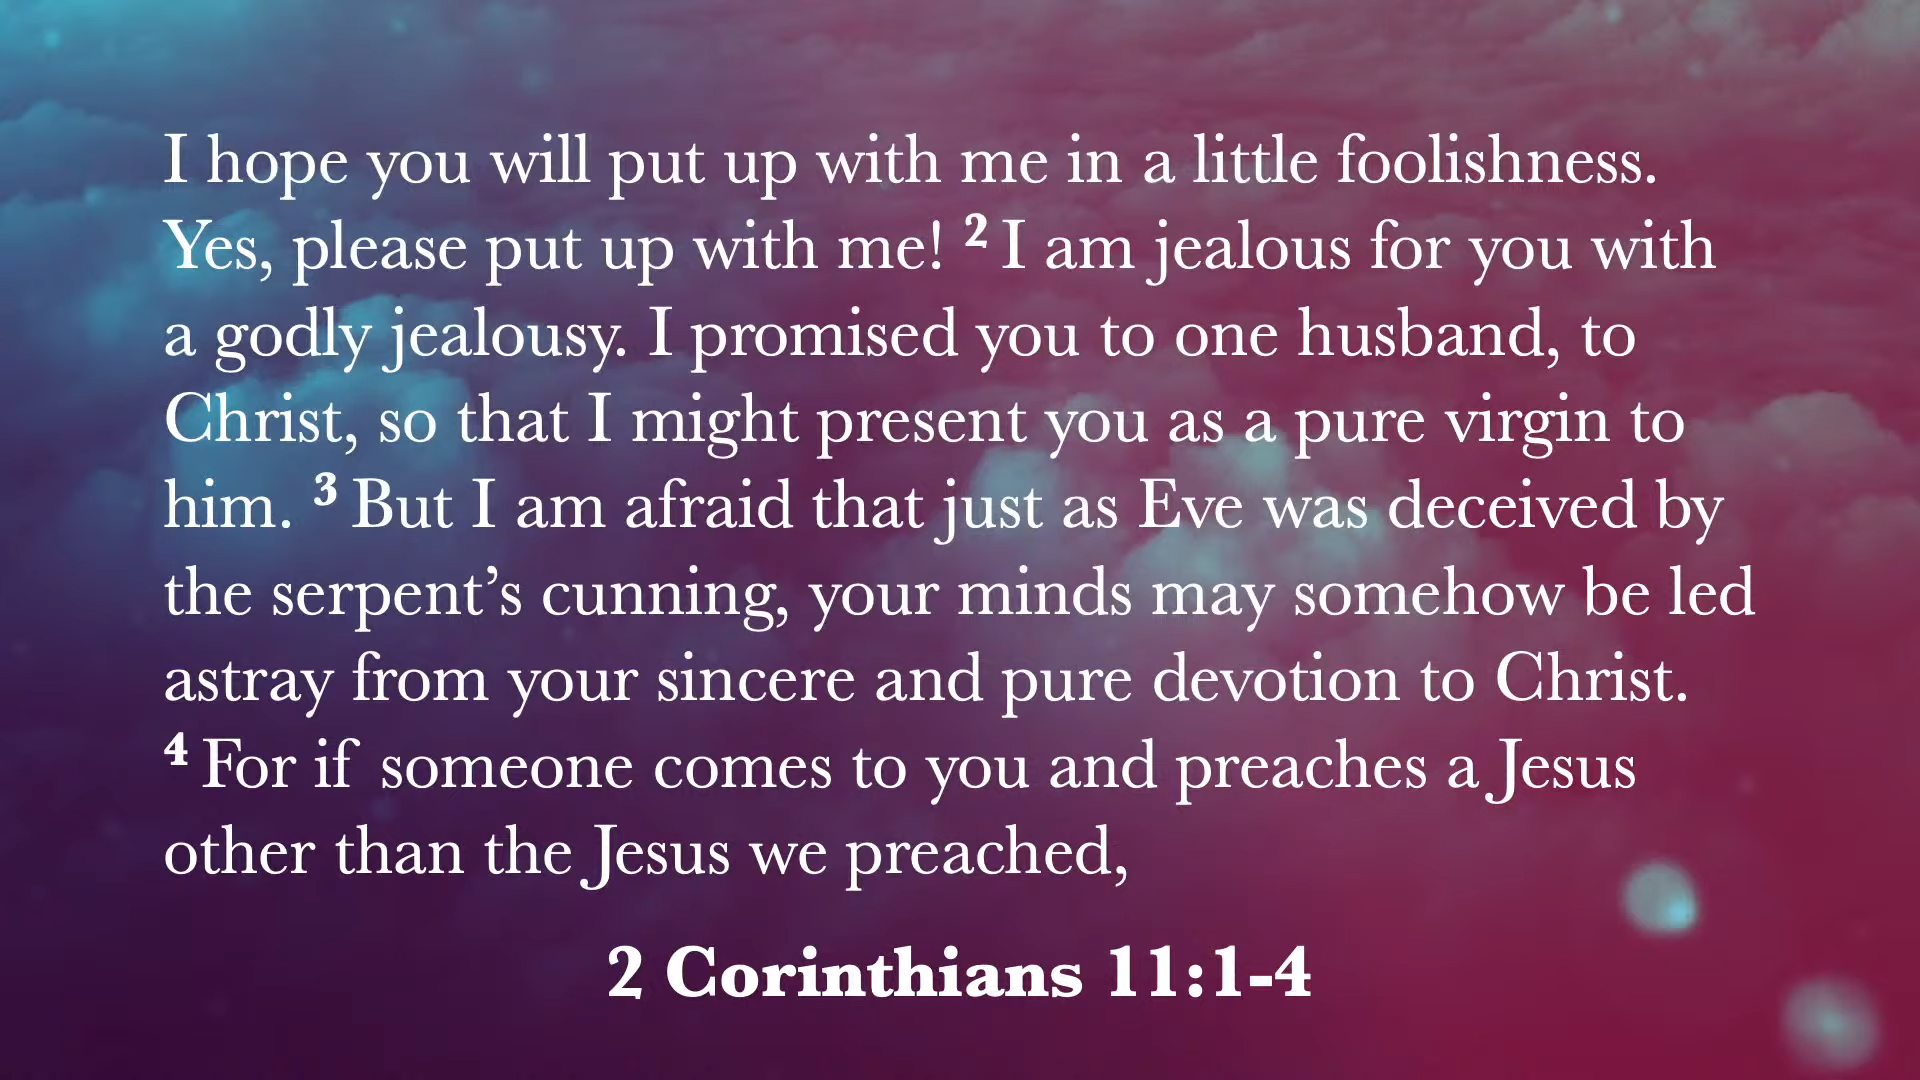 I hope you will put up with me in a little foolishness.
Yes, please put up with me! 2 I am jealous for you with
a godly jealousy. I promised you to one husband, to
Christ, so that I might present you as a pure virgin to
him. 3 But I am afraid that just as Eve was deceived by
the serpent’s cunning, your minds may somehow be led
astray from your sincere and pure devotion to Christ.
4 For if someone comes to you and preaches a Jesus
other than the Jesus we preached,
2 Corinthians 11:1-4